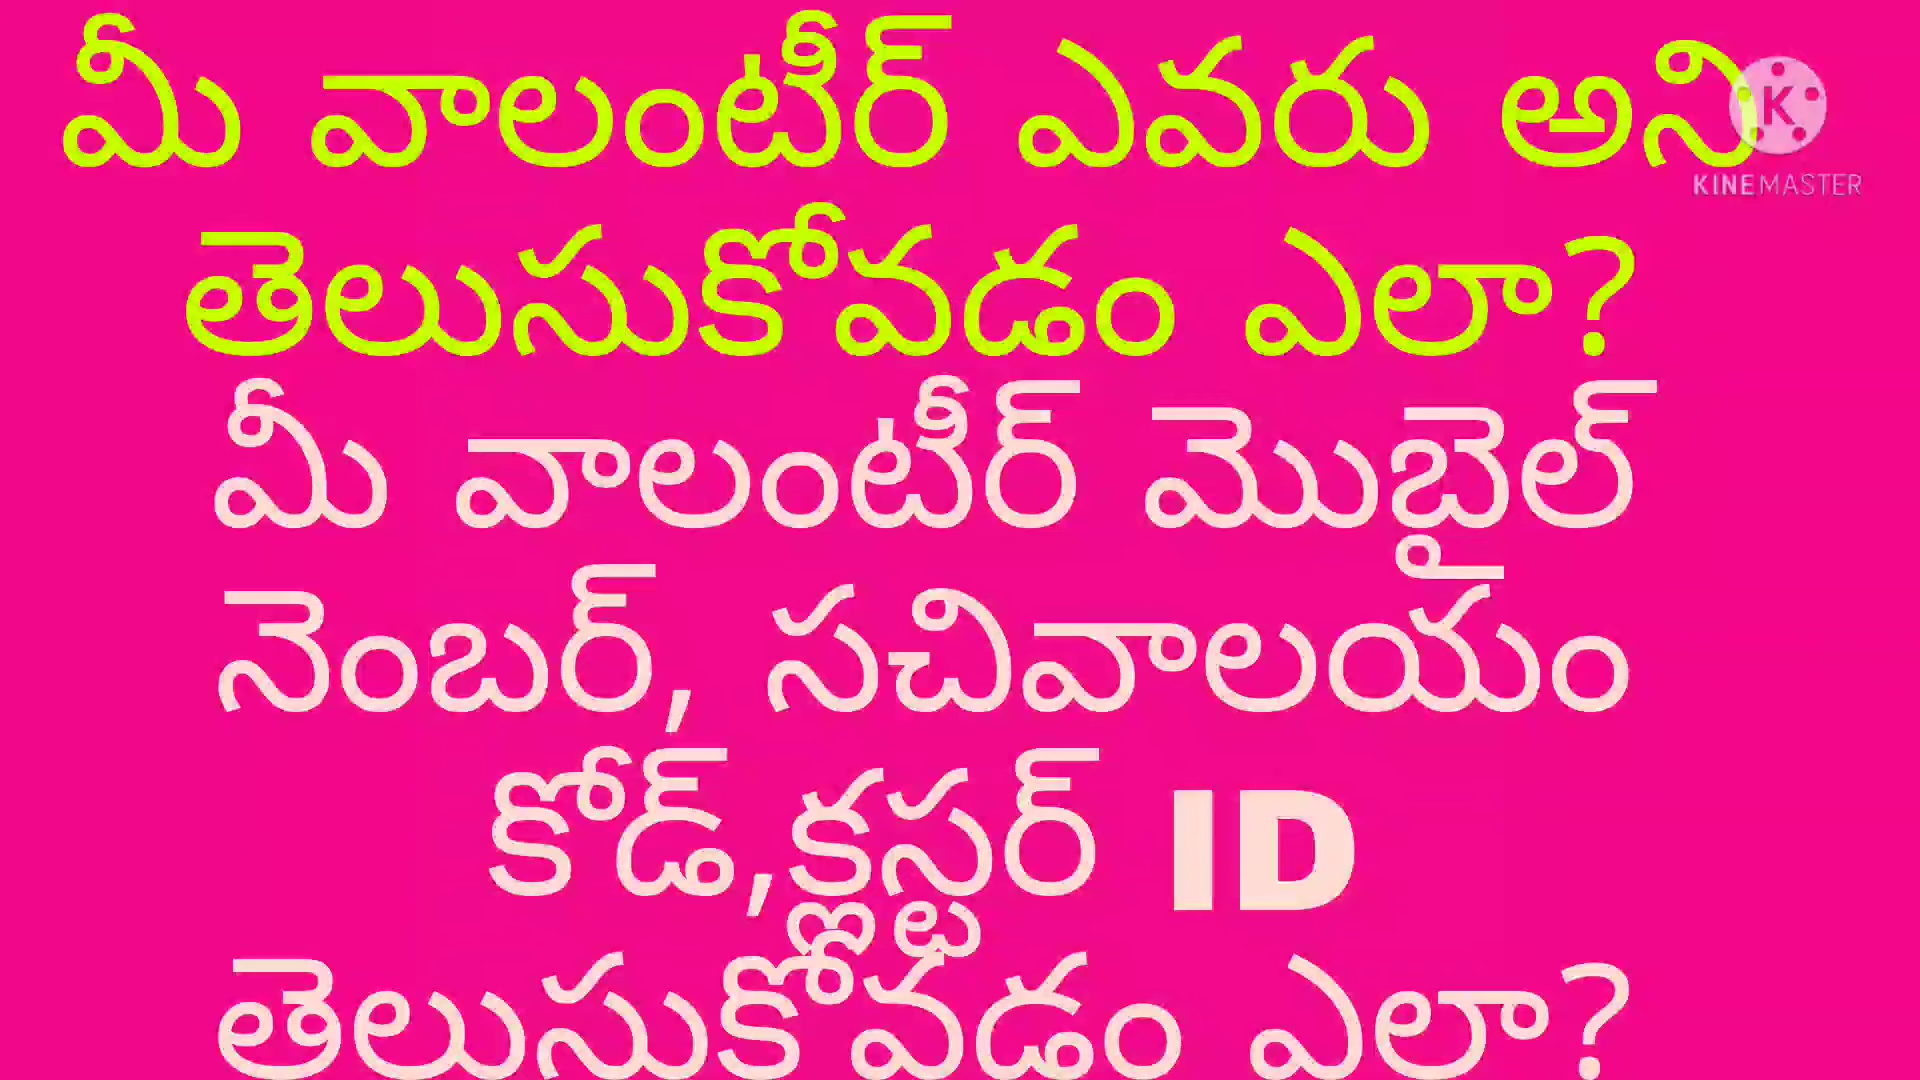 మీ వాలంటీర్ ఎవరు అని
తెలుసుకోవడం ఎలా?
మీ వాలంటీర్ మొబైల్
నెంబర్, సచివాలయం
కోడ్,క్లస్టర్ ID
తెలుసుకోవడం ఎలా?
K
KINEMASTER